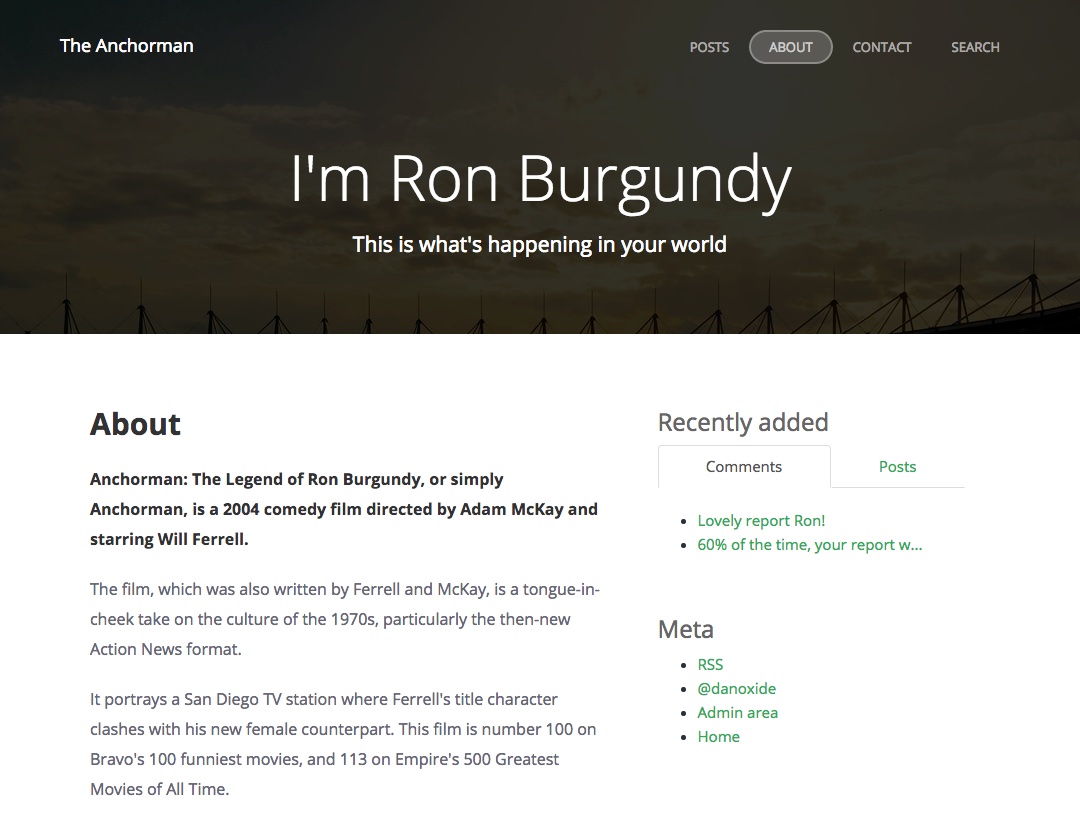 The Anchorman
POSTS ABOUT CONTACT SEARCH
I'm Ron Burgundy
This is what's happening in your world
About
Anchorman: The Legend of Ron Burgundy, or simply
Anchorman, is a 2004 comedy film directed by Adam McKay and
starring Will Ferrell.
The film, which was also written by Ferrell and McKay, is a tongue-in-
cheek take on the culture of the 1970s, particularly the then-new
Action News format.
It portrays a San Diego TV station where Ferrell's title character
clashes with his new female counterpart. This film is number 100 on
Bravo's 100 funniest movies, and 113 on Empire's 500 Greatest
Movies of All Time.
Recently added
Comments Posts
Lovely report Ron!
60% of the time, your report w...
Meta
RSS
@danoxide
Admin area
Home